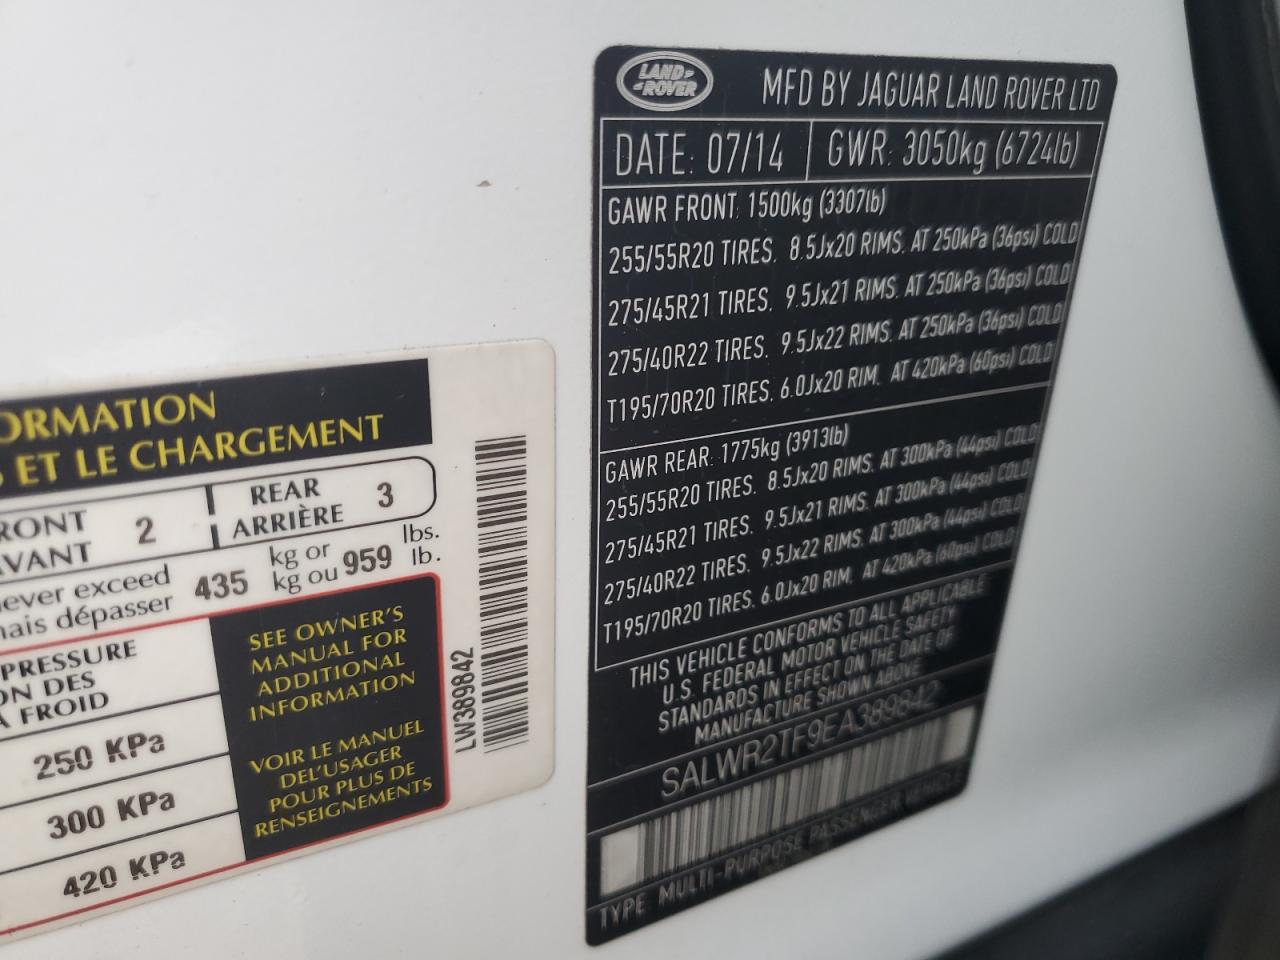 ORMATION
ET LE CHARGEMENT
RONT
VANT
2
REAR
ARRIÈRE
3
never exceed
mais dépasser
435
kg or
kg ou
959
lbs.
lb.
PRESSURE
ON DES
À FROID
250 KPa
300 KPa
420 KPa
SEE OWNER'S
MANUAL FOR
ADDITIONAL
INFORMATION
VOIR LE MANUEL
DEL'USAGER
POUR PLUS DE
RENSEIGNEMENTS
LW389842
LAND
ROVER
MFD BY JAGUAR LAND ROVER LTD
DATE: 07/14
GWR: 3050kg (6724lb)
GAWR FRONT: 1500kg (3307lb)
255/55R20 TIRES. 8.5Jx20 RIMS. AT 250kPa (36psi) COLD
275/45R21 TIRES. 9.5Jx21 RIMS. AT 250kPa (36psi) COLD
275/40R22 TIRES. 9.5Jx22 RIMS. AT 250kPa (36psi) COLD
T195/70R20 TIRES. 6.0Jx20 RIM. AT 420kPa (60psi) COLD
GAWR REAR: 1775kg (3913lb)
255/55R20 TIRES. 8.5Jx20 RIMS. AT 300kPa (44psi) COLD
275/45R21 TIRES. 9.5Jx21 RIMS. AT 300kPa (44psi) COLD
275/40R22 TIRES. 9.5Jx22 RIMS. AT 300kPa (44psi) COLD
T195/70R20 TIRES. 6.0Jx20 RIM. AT 420kPa (60psi) COLD
THIS VEHICLE CONFORMS TO ALL APPLICABLE
U.S. FEDERAL MOTOR VEHICLE SAFETY
STANDARDS IN EFFECT ON THE DATE OF
MANUFACTURE SHOWN ABOVE
SALWR2TF9EA389842
TYPE: MULTI-PURPOSE PASSENGER VEHICLE